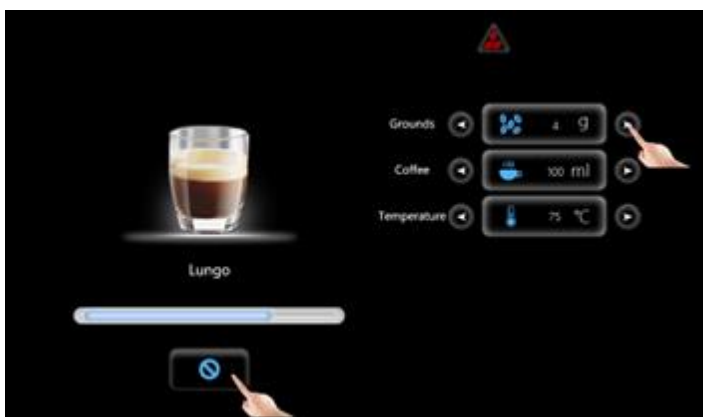 Grounds
4 g
Coffee
100 ml
Temperature
75 °C
Lungo